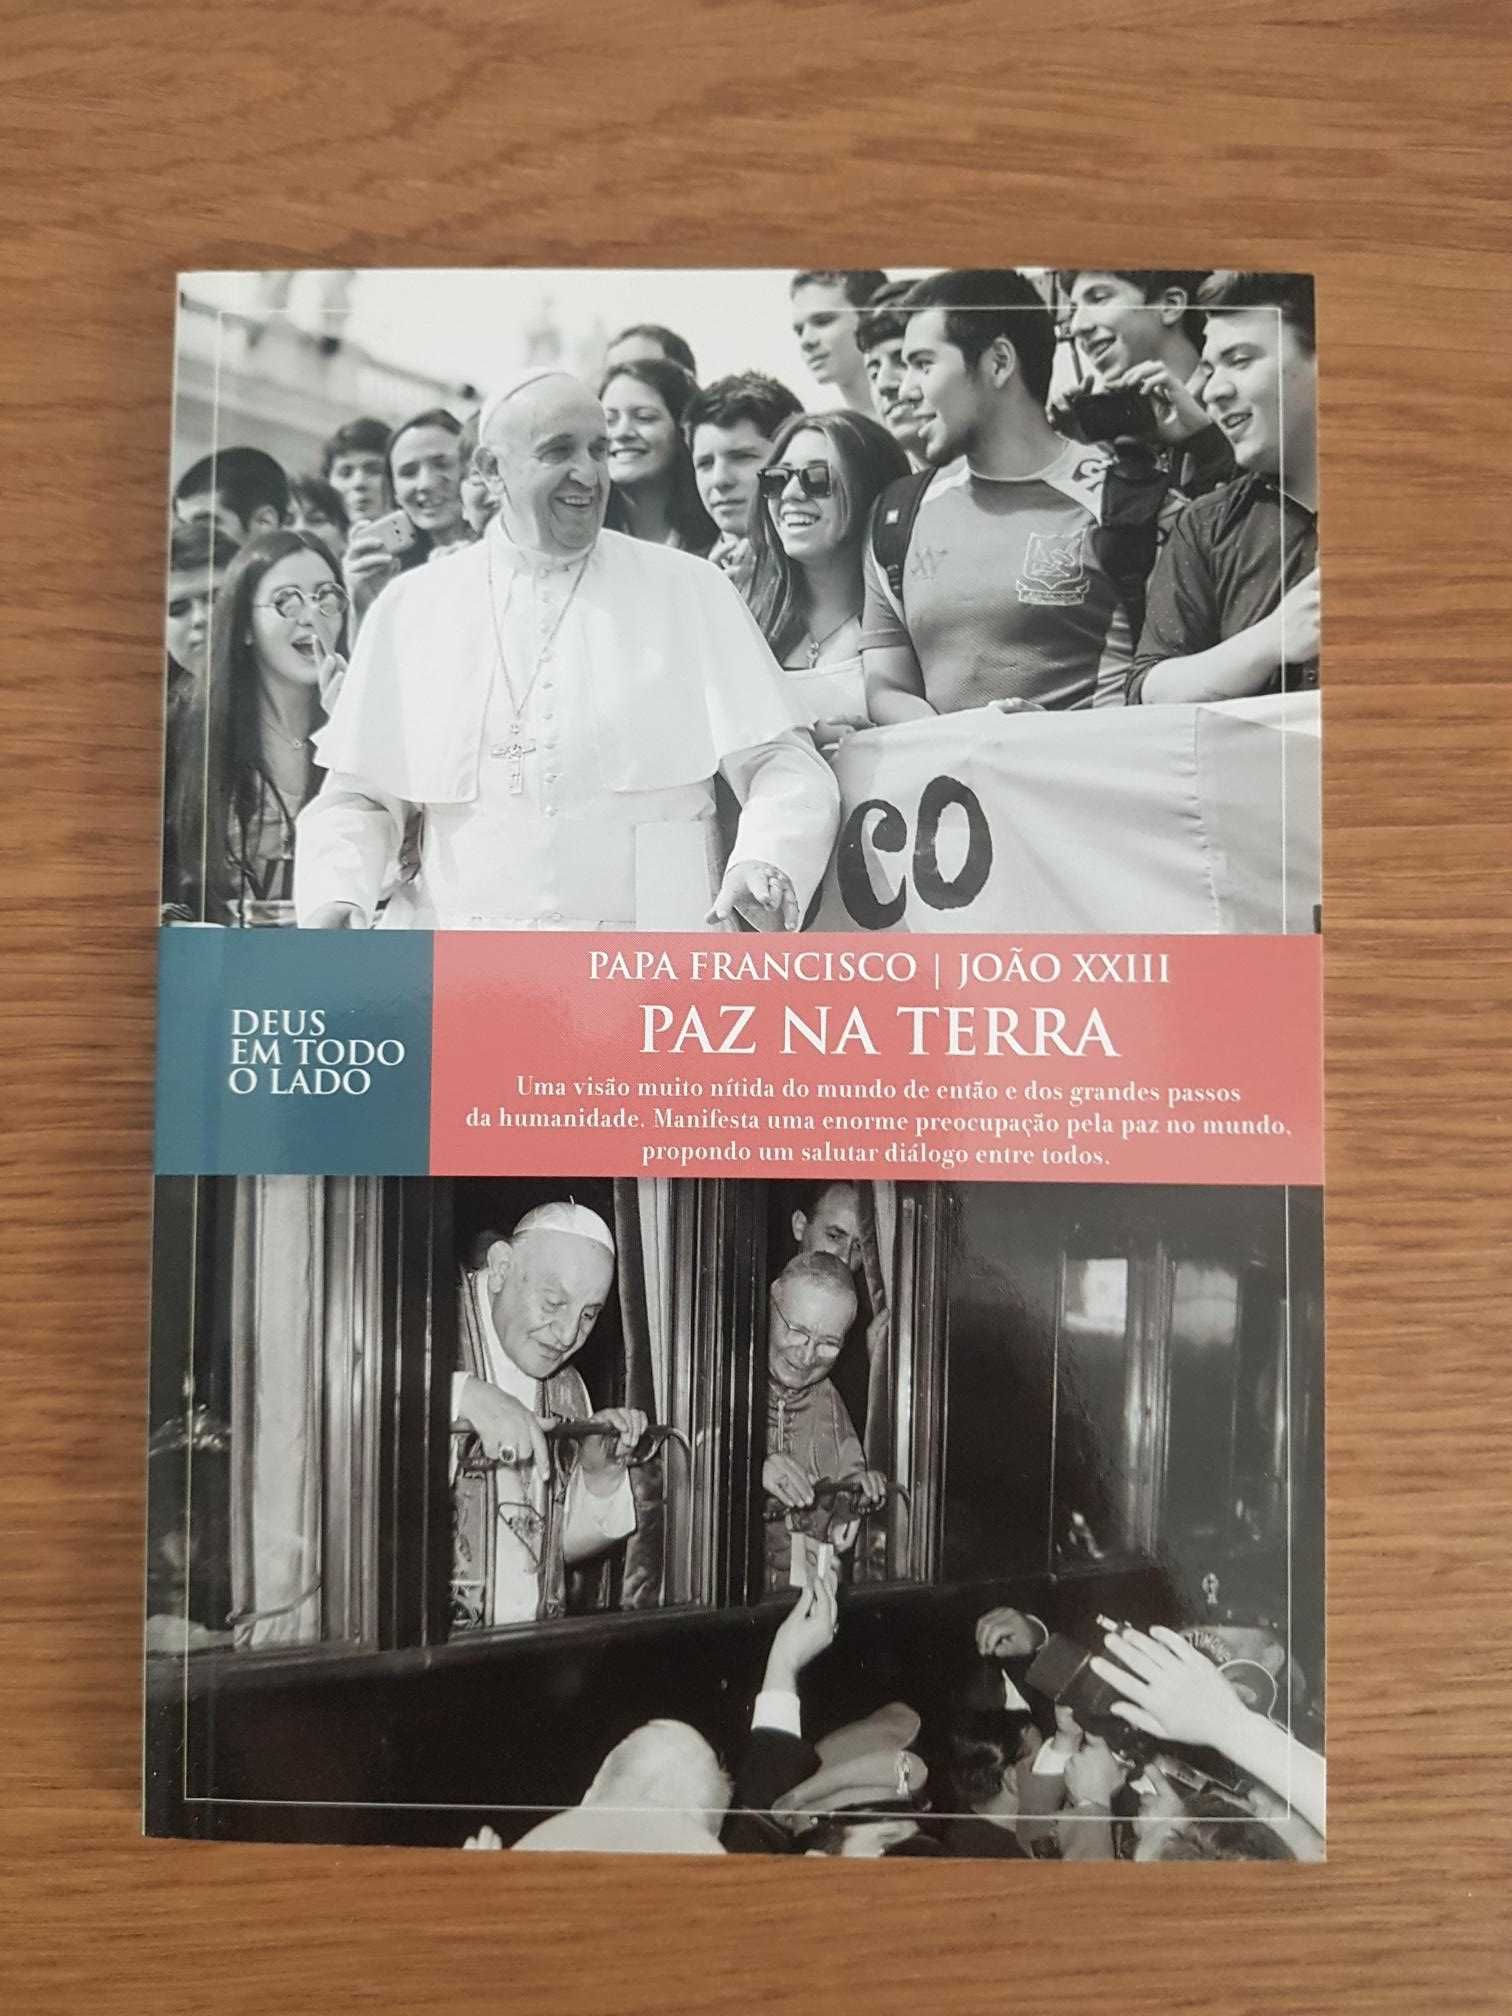 co
DEUS
EM TODO
O LADO
PAPA FRANCISCO | JOÃO XXIII
PAZ NA TERRA
Uma visão muito nítida do mundo de então e dos grandes passos
da humanidade. Manifesta uma enorme preocupação pela paz no mundo,
propondo um salutar diálogo entre todos.